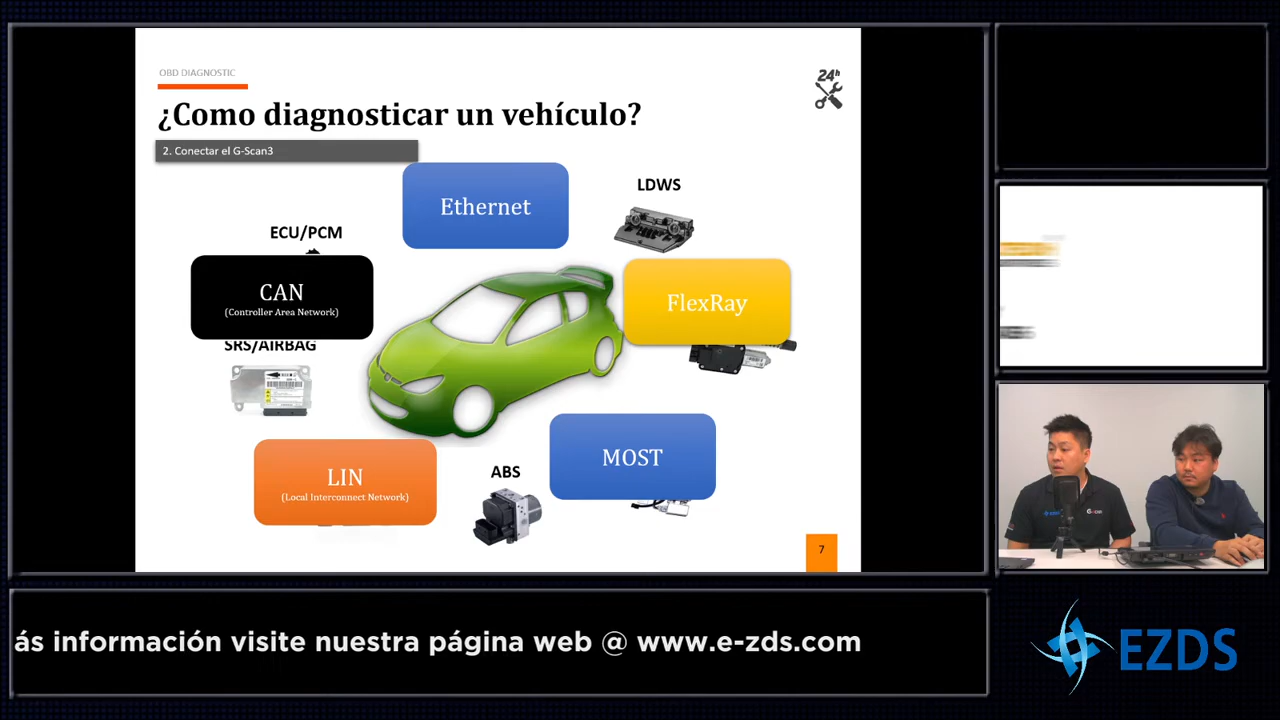 OBD DIAGNOSTIC
24h
¿Como diagnosticar un vehículo?
2. Conectar el G-Scan3
Ethernet
LDWS
ECU/PCM
CAN
(Controller Area Network)
FlexRay
SRS/AIRBAG
LIN
(Local Interconnect Network)
ABS
MOST
7
ás información visite nuestra página web @ www.e-zds.com
EZDS